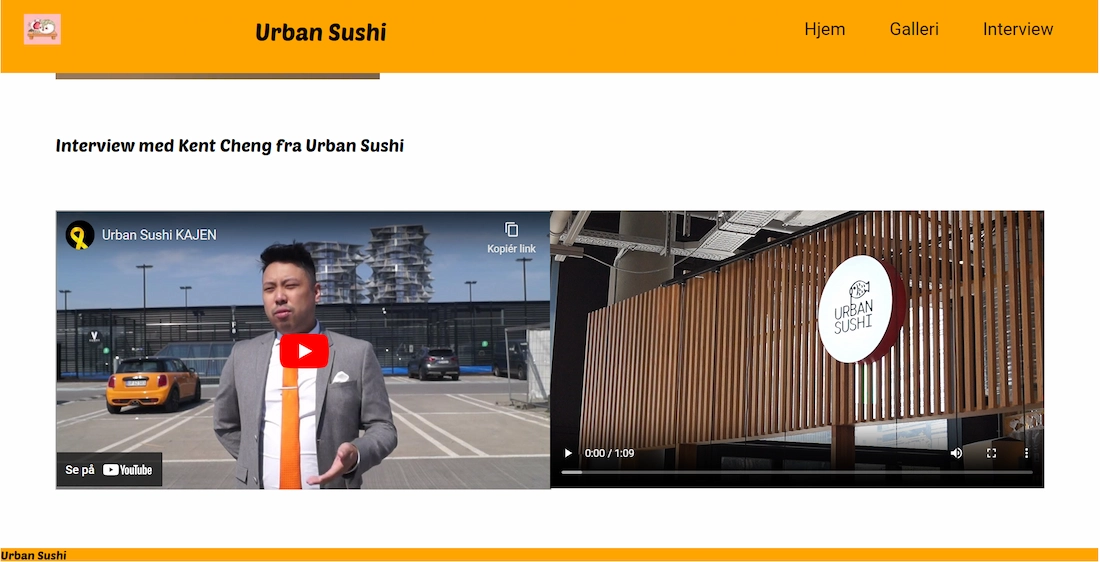 Urban Sushi
Hjem Galleri Interview
Interview med Kent Cheng fra Urban Sushi
Urban Sushi KAJEN
Kopiér link
Se på YouTube
URBAN
SUSHI
0:00 / 1:09
Urban Sushi